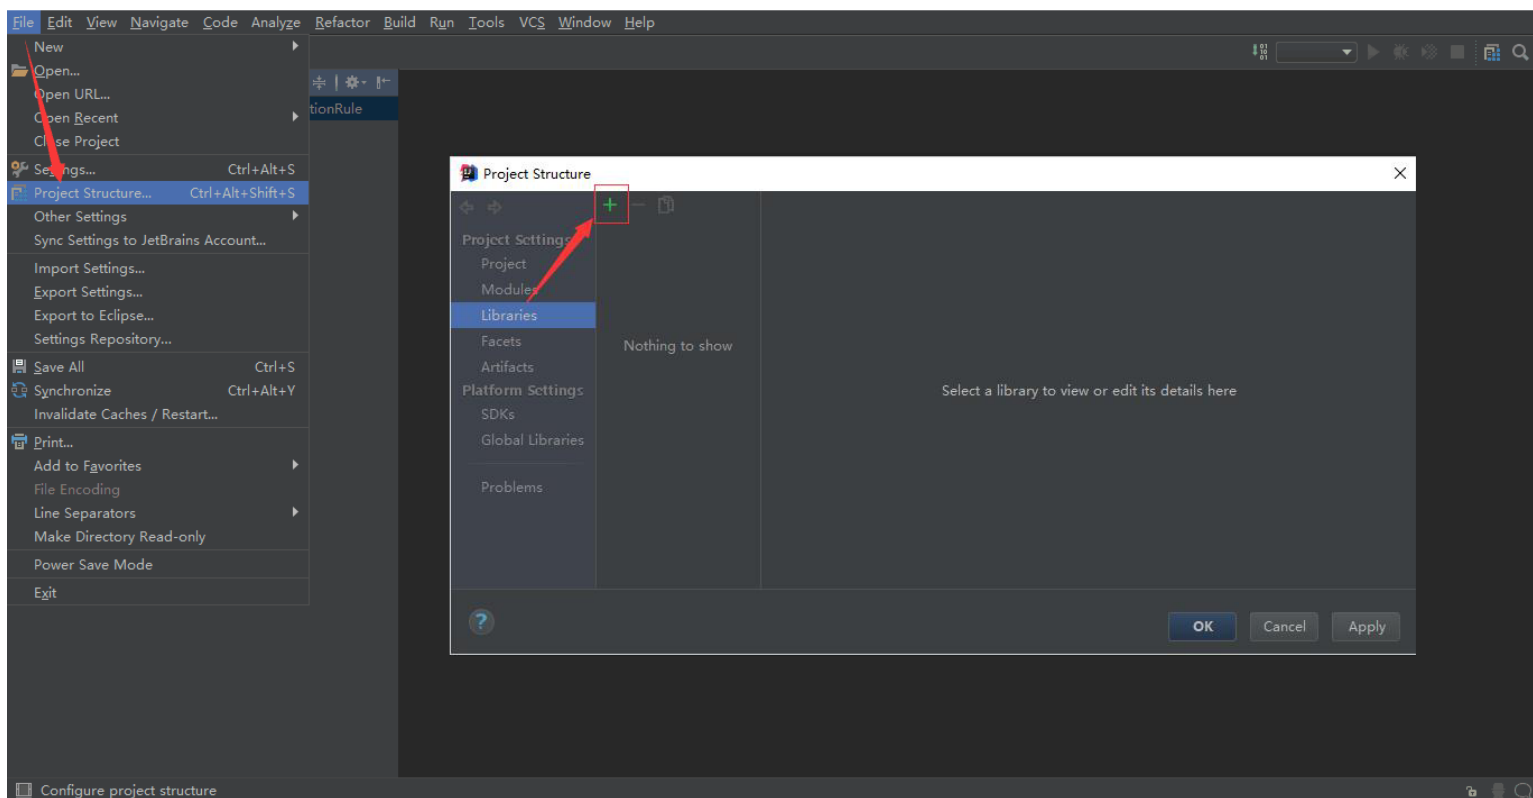 File Edit View Navigate Code Analyze Refactor Build Run Tools VCS Window Help
New
Open...
Open URL...
tionRule
Open Recent
Close Project
Settings... Ctrl+Alt+S
Project Structure... Ctrl+Alt+Shift+S
Other Settings
Sync Settings to JetBrains Account...
Import Settings...
Export Settings...
Export to Eclipse...
Settings Repository...
Save All Ctrl+S
Synchronize Ctrl+Alt+Y
Invalidate Caches / Restart...
Print...
Add to Favorites
File Encoding
Line Separators
Make Directory Read-only
Power Save Mode
Exit
Project Structure
Project Settings
Project
Modules
Libraries
Facets
Artifacts
Platform Settings
SDKs
Global Libraries
Problems
Nothing to show
Select a library to view or edit its details here
OK Cancel Apply
Configure project structure